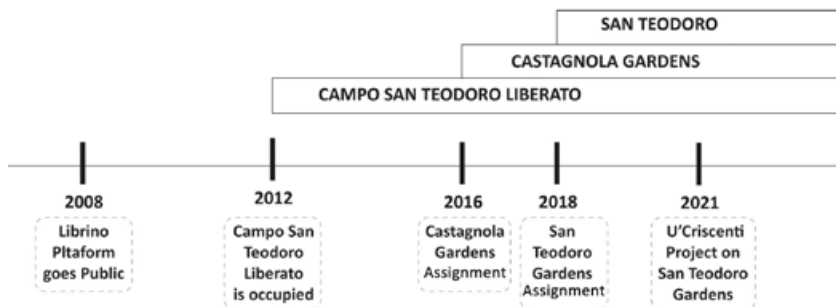 SAN TEODORO
CASTAGNOLA GARDENS
CAMPO SAN TEODORO LIBERATO
2008
2012
2016
2018
2021
Librino
Pltaform
goes Public
Campo San
Teodoro
Liberato
is occupied
Castagnola
Gardens
Assignment
San
Teodoro
Gardens
Assignment
U'Criscenti
Project on
San Teodoro
Gardens